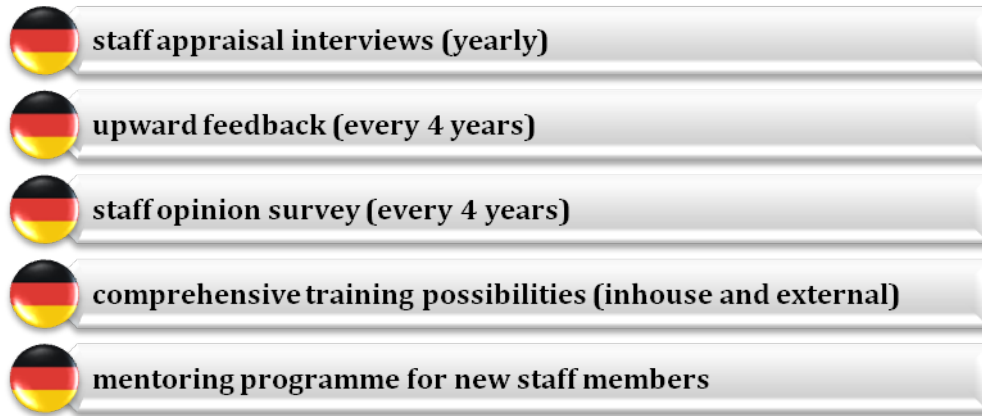 staff appraisal interviews (yearly)
upward feedback (every 4 years)
staff opinion survey (every 4 years)
comprehensive training possibilities (inhouse and external)
mentoring programme for new staff members